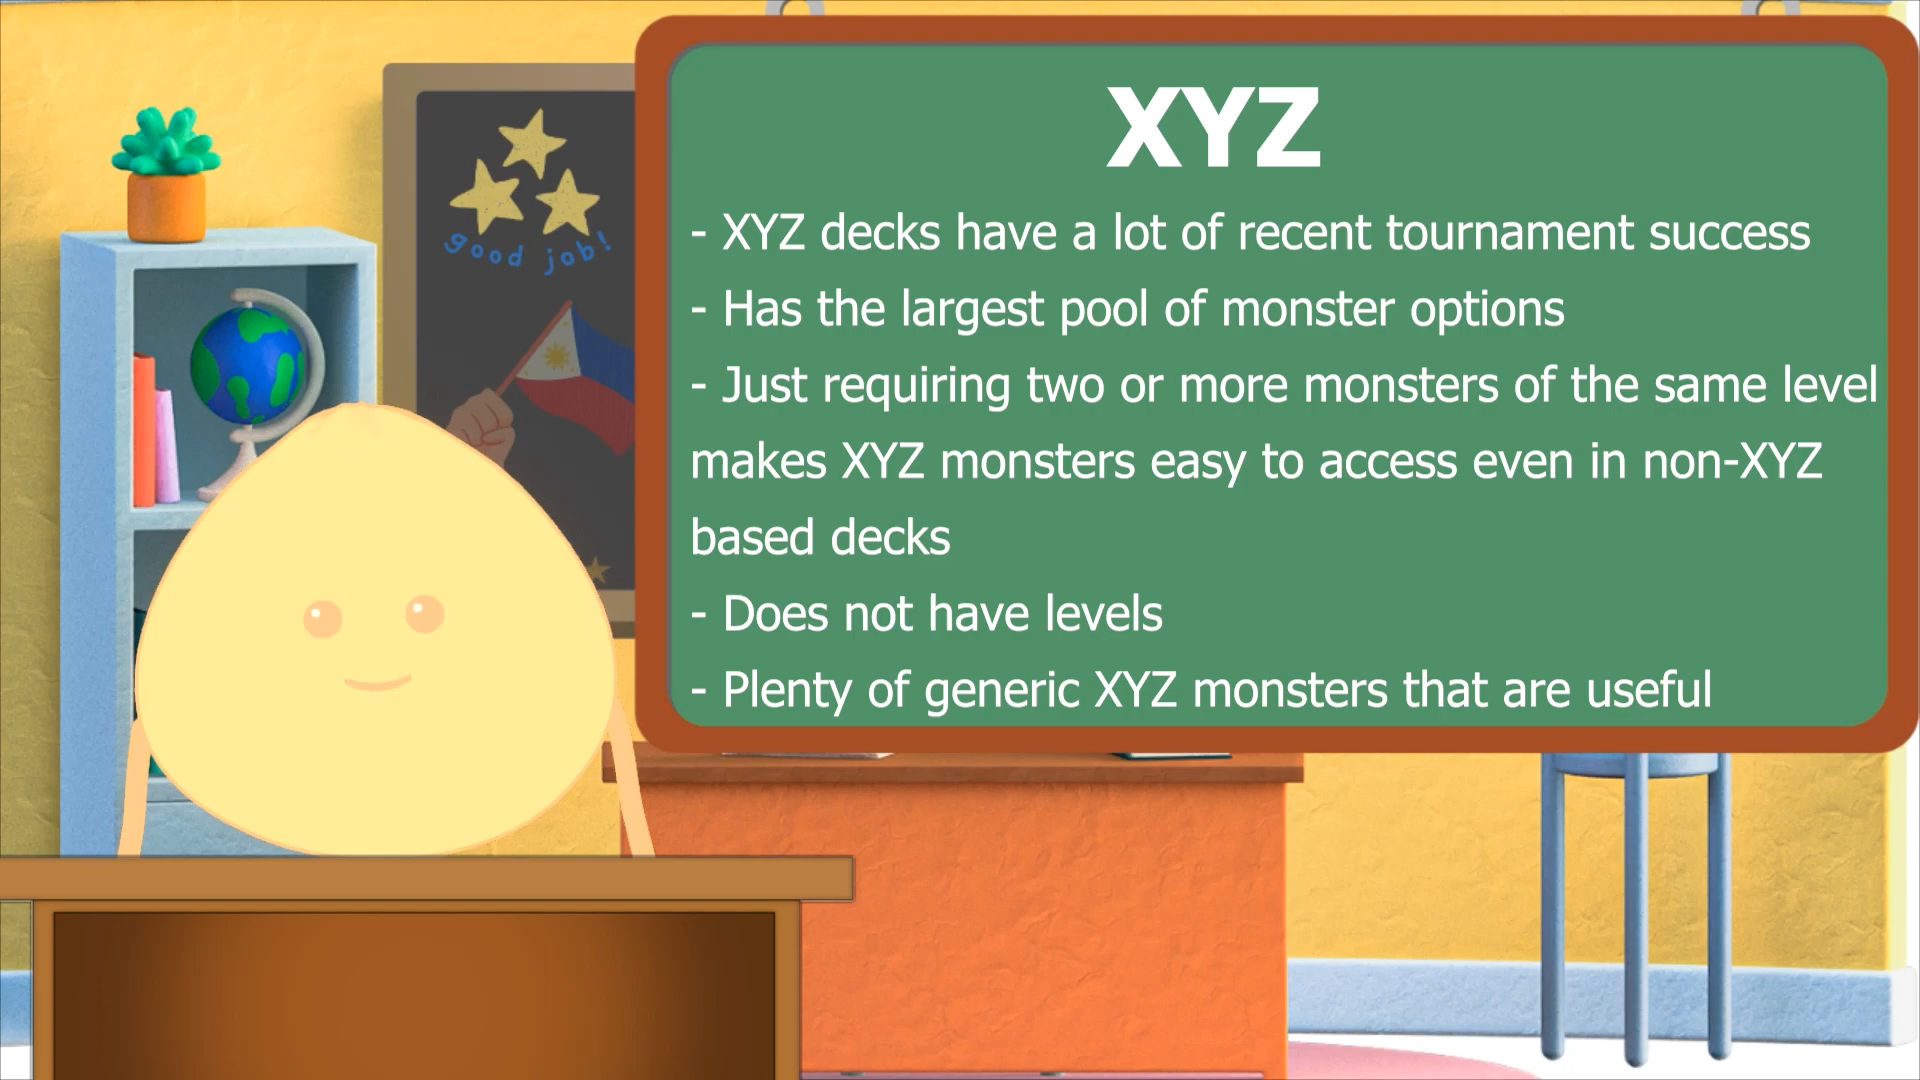 good job!
XYZ
- XYZ decks have a lot of recent tournament success
- Has the largest pool of monster options
- Just requiring two or more monsters of the same level
makes XYZ monsters easy to access even in non-XYZ
based decks
- Does not have levels
- Plenty of generic XYZ monsters that are useful